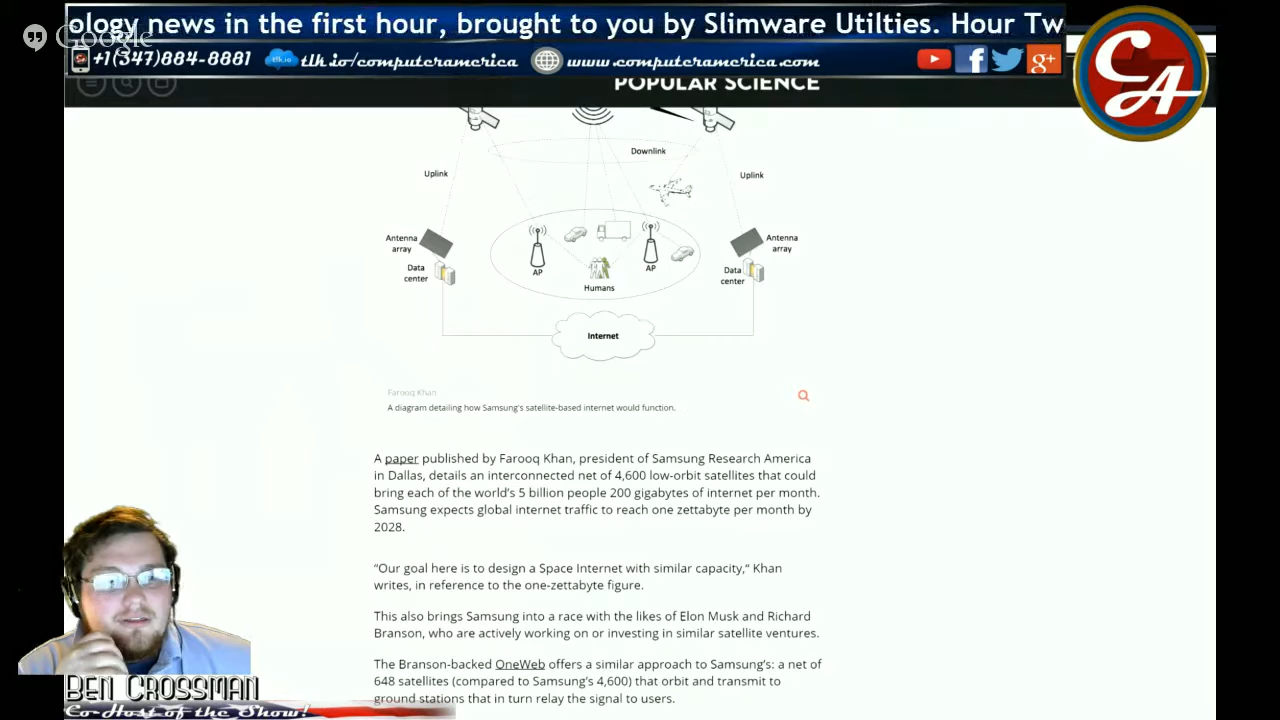 ology news in the first hour, brought to you by Slimware Utilties. Hour Tw
Google
+1(347)884-8881 tlk.io tlk.io/computeramerica www.computeramerica.com
CA
POPULAR SCIENCE
Downlink
Uplink
Uplink
Antenna
array
Antenna
array
AP
AP
Data
center
Data
center
Humans
Internet
Farooq Khan
A diagram detailing how Samsung's satellite-based internet would function.
A paper published by Farooq Khan, president of Samsung Research America
in Dallas, details an interconnected net of 4,600 low-orbit satellites that could
bring each of the world's 5 billion people 200 gigabytes of internet per month.
Samsung expects global internet traffic to reach one zettabyte per month by
2028.
"Our goal here is to design a Space Internet with similar capacity," Khan
writes, in reference to the one-zettabyte figure.
This also brings Samsung into a race with the likes of Elon Musk and Richard
Branson, who are actively working on or investing in similar satellite ventures.
The Branson-backed OneWeb offers a similar approach to Samsung's: a net of
648 satellites (compared to Samsung's 4,600) that orbit and transmit to
ground stations that in turn relay the signal to users.
BEN CROSSMAN
Co-Host of the Show!